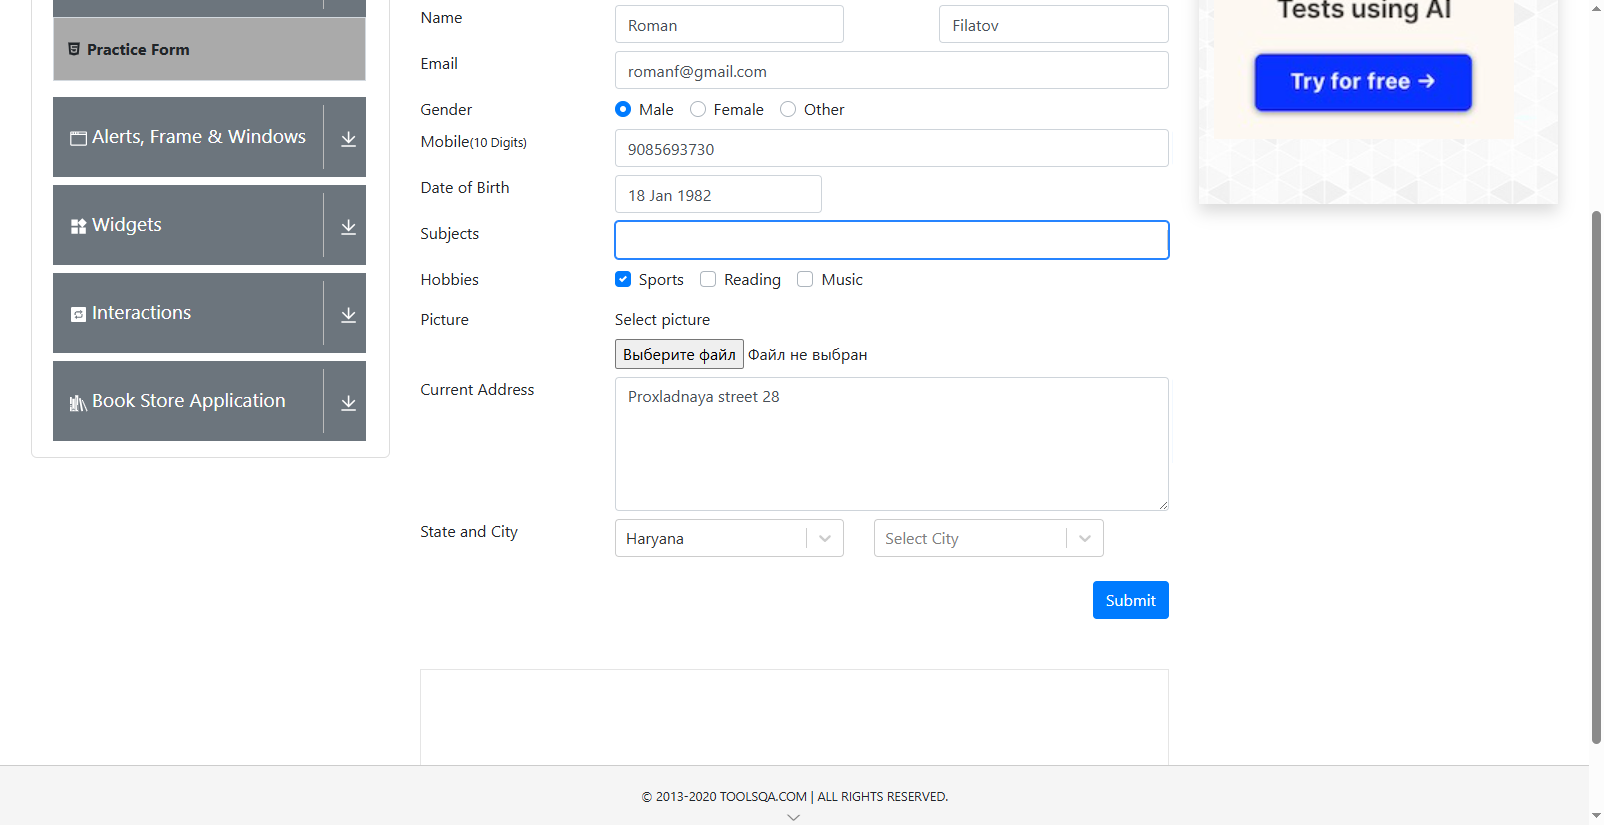 Practice Form
Alerts, Frame & Windows
Widgets
Interactions
Book Store Application
Name
Roman
Filatov
Email
romanf@gmail.com
Gender
Male
Female
Other
Mobile(10 Digits)
9085693730
Date of Birth
18 Jan 1982
Subjects
Hobbies
Sports
Reading
Music
Picture
Select picture
Выберите файл Файл не выбран
Current Address
Proxladnaya street 28
State and City
Haryana
Select City
Submit
Tests using AI
Try for free →
© 2013-2020 TOOLSQA.COM | ALL RIGHTS RESERVED.